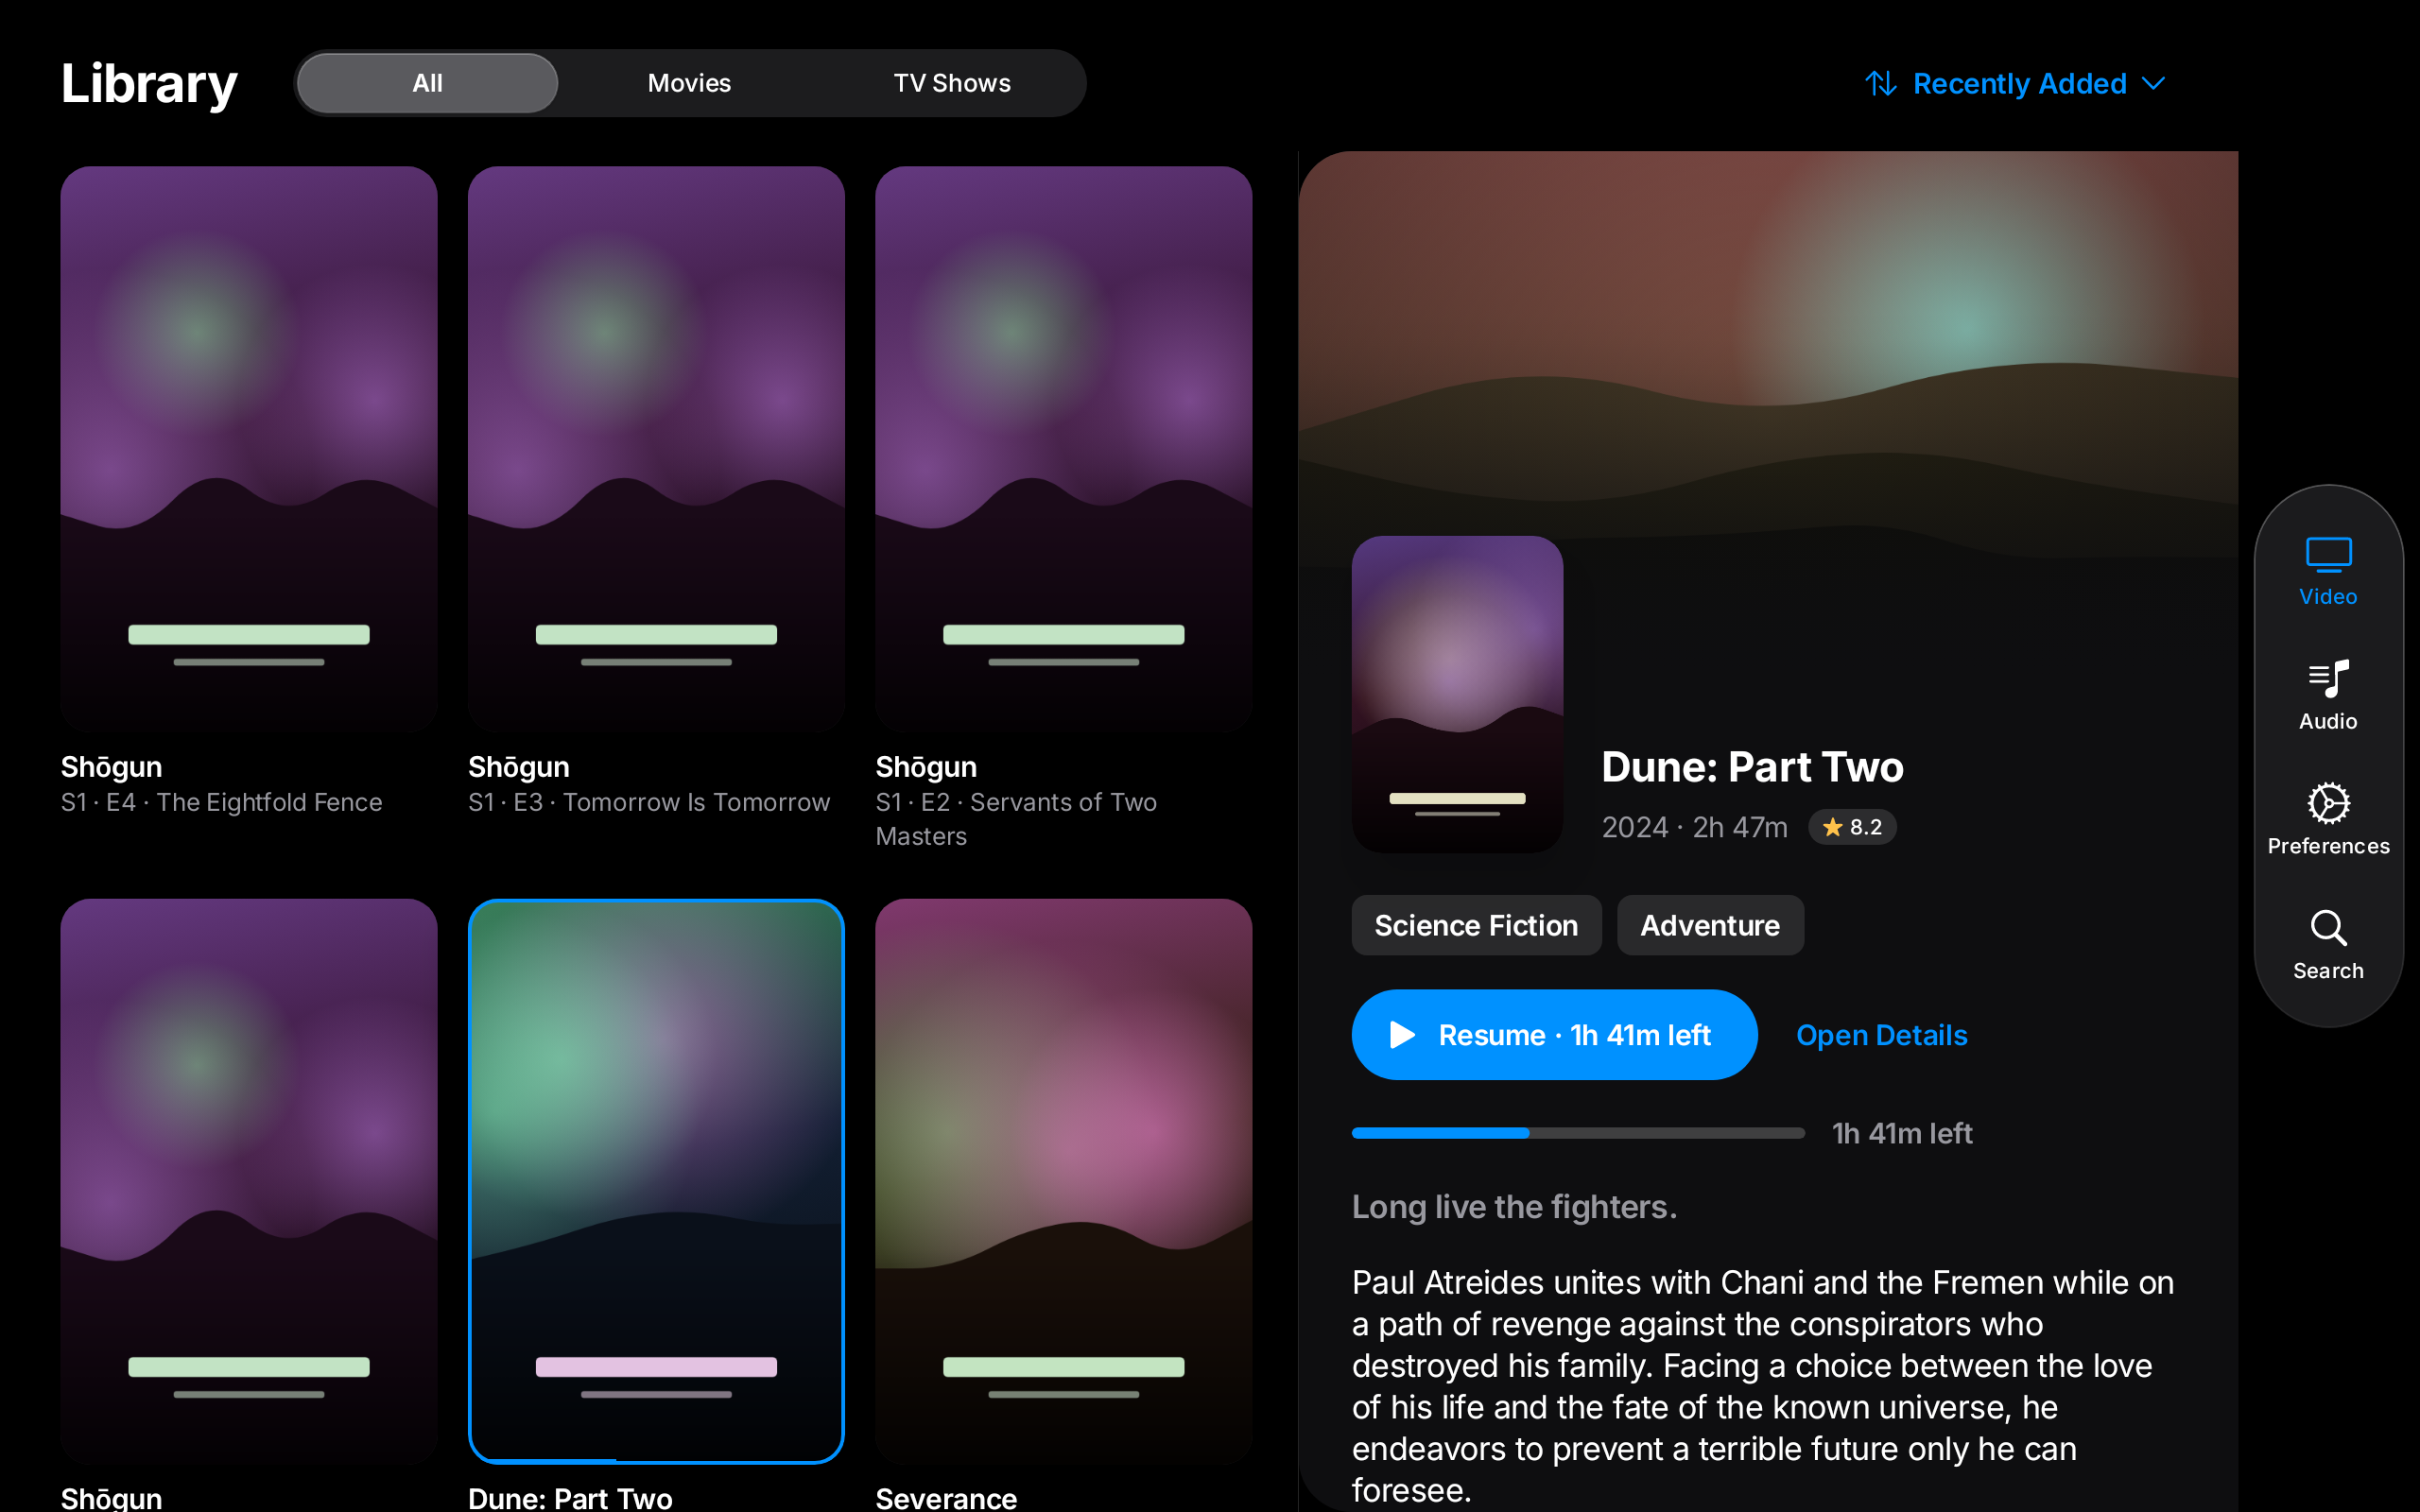 Library
All
Movies
TV Shows
Recently Added
Shōgun
S1 · E4 · The Eightfold Fence
Shōgun
S1 · E3 · Tomorrow Is Tomorrow
Shōgun
S1 · E2 · Servants of Two
Masters
Shōgun
Dune: Part Two
Severance
Dune: Part Two
2024 · 2h 47m
8.2
Science Fiction
Adventure
Resume · 1h 41m left
Open Details
1h 41m left
Long live the fighters.
Paul Atreides unites with Chani and the Fremen while on
a path of revenge against the conspirators who
destroyed his family. Facing a choice between the love
of his life and the fate of the known universe, he
endeavors to prevent a terrible future only he can
foresee.
Video
Audio
Preferences
Search